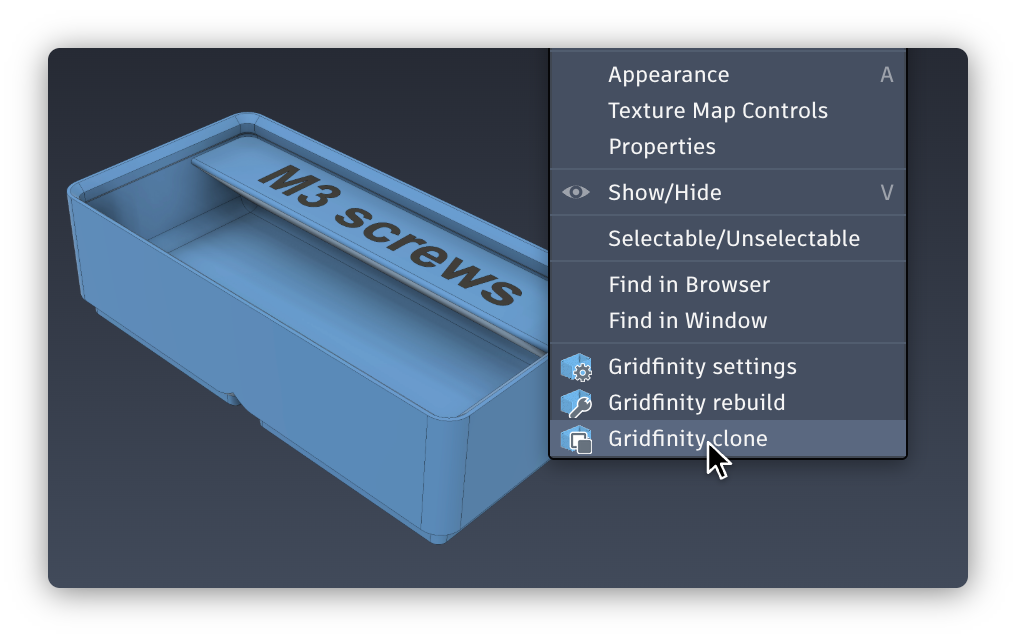 M3 screws
Appearance A
Texture Map Controls
Properties
Show/Hide V
Selectable/Unselectable
Find in Browser
Find in Window
Gridfinity settings
Gridfinity rebuild
Gridfinity clone